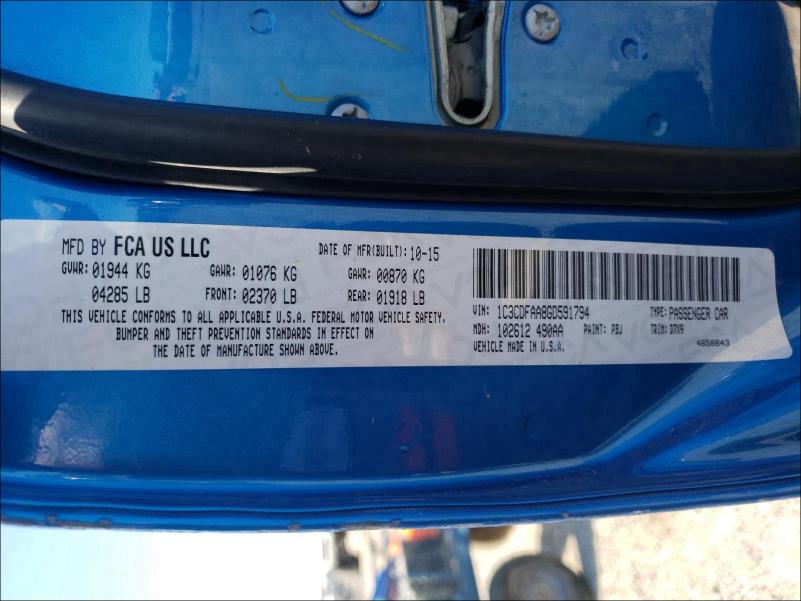 MFD BY FCA US LLC
DATE OF MFR(BUILT): 10-15
GVWR: 01944 KG GAWR: 01076 KG GAWR: 00870 KG
04285 LB FRONT: 02370 LB REAR: 01918 LB
THIS VEHICLE CONFORMS TO ALL APPLICABLE U.S.A. FEDERAL MOTOR VEHICLE SAFETY,
BUMPER AND THEFT PREVENTION STANDARDS IN EFFECT ON
THE DATE OF MANUFACTURE SHOWN ABOVE.
VIN: 1C3CDFAA8GD591794 TYPE: PASSENGER CAR
MDH: 102612 490AA PAINT: PBJ TRIM: D7X9
VEHICLE MADE IN U.S.A. 4658843